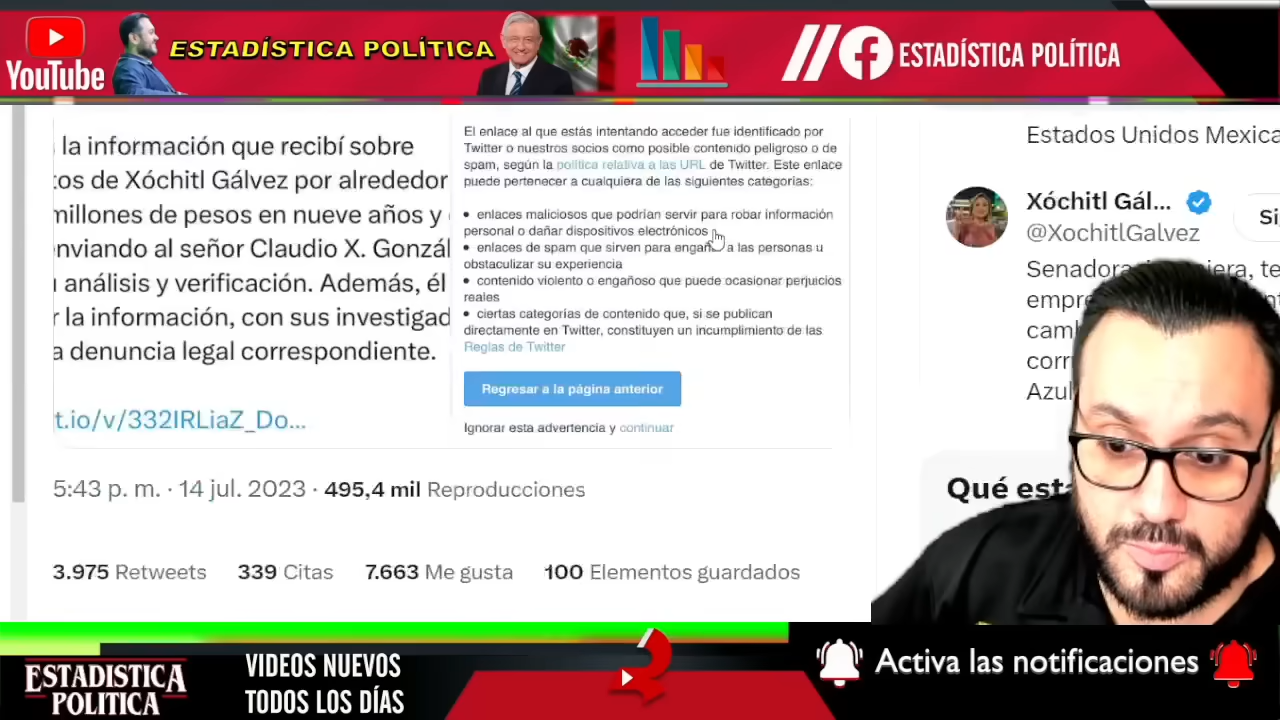 YouTube
ESTADÍSTICA POLÍTICA
ESTADÍSTICA POLÍTICA
la información que recibí sobre
tos de Xóchitl Gálvez por alrededor
millones de pesos en nueve años y
enviando al señor Claudio X. Gonzál
análisis y verificación. Además, él
r la información, con sus investigad
a denuncia legal correspondiente.
t.io/v/332IRLiaZ_Do...
El enlace al que estás intentando acceder fue identificado por
Twitter o nuestros socios como posible contenido peligroso o de
spam, según la política relativa a las URL de Twitter. Este enlace
puede pertenecer a cualquiera de las siguientes categorías:
• enlaces maliciosos que podrían servir para robar información
personal o dañar dispositivos electrónicos
• enlaces de spam que sirven para engañar a las personas u
obstaculizar su experiencia
• contenido violento o engañoso que puede ocasionar perjuicios
reales
• ciertas categorías de contenido que, si se publican
directamente en Twitter, constituyen un incumplimiento de las
Reglas de Twitter
Regresar a la página anterior
Ignorar esta advertencia y continuar
5:43 p. m. · 14 jul. 2023 · 495,4 mil Reproducciones
3.975 Retweets 339 Citas 7.663 Me gusta 100 Elementos guardados
Estados Unidos Mexica
Xóchitl Gál...
@XochitlGalvez
Si
Senadora
Azul
Qué est
ESTADISTICA
POLÍTICA
VIDEOS NUEVOS
TODOS LOS DÍAS
Activa las notificaciones